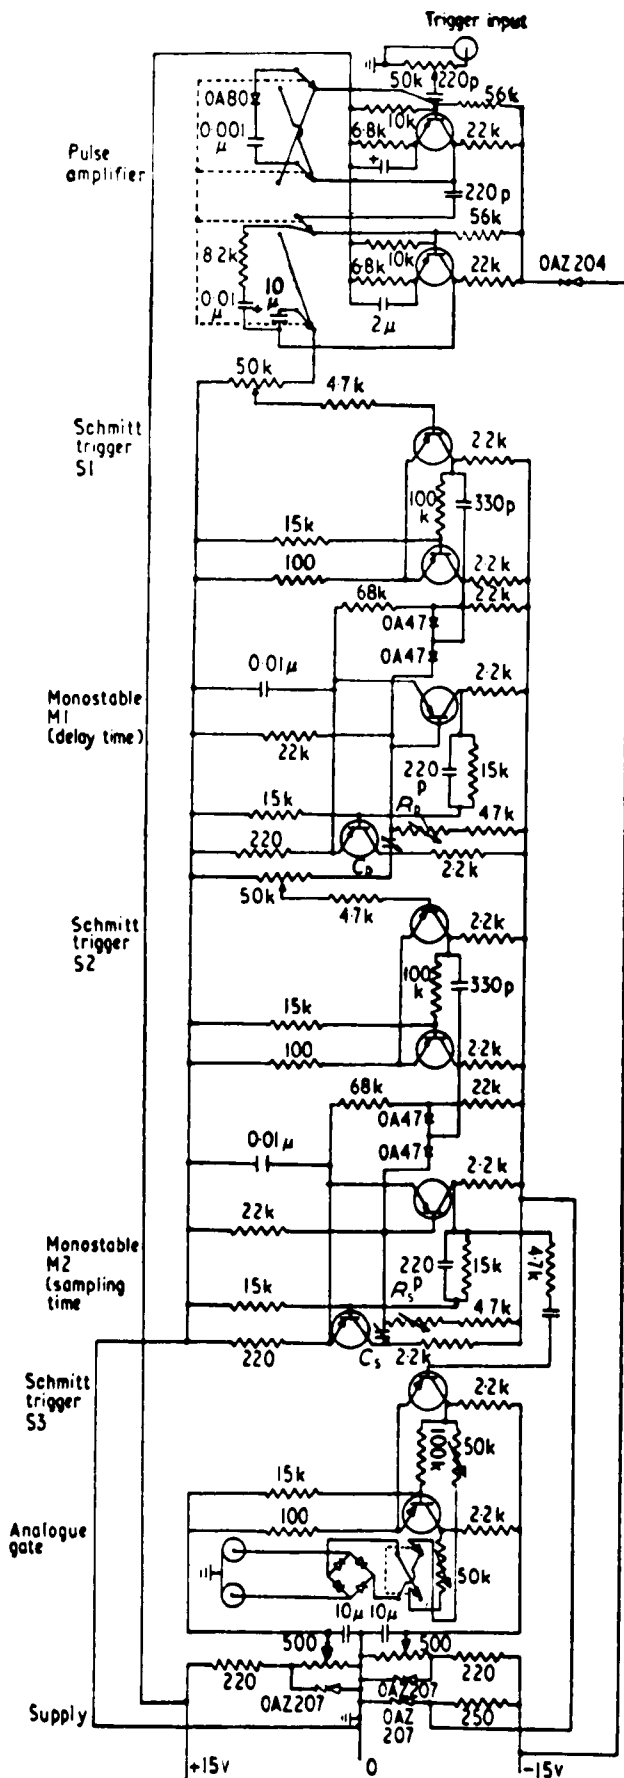 Trigger input
50k
220p
56k
OA80
10k
0.001
μ
6.8k
22k
Pulse
amplifier
220p
56k
8.2k
10k
6.8k
22k
OAZ204
0.01
μ
10
μ
2μ
50k
4.7k
Schmitt
trigger
S1
2.2k
100
k
330p
15k
100
2.2k
68k
22k
OA47
OA47
0.01μ
2.2k
Monostable
M1
(delay time)
22k
220
p
15k
15k
RD
47k
220
CD
2.2k
50k
4.7k
Schmitt
trigger
S2
2.2k
100
k
330p
15k
100
2.2k
68k
22k
OA47
OA47
0.01μ
2.2k
22k
Monostable
M2
(sampling
time
220
p
15k
4.7k
15k
Rs
4.7k
220
Cs
2.2k
Schmitt
trigger
S3
2.2k
100k
50k
15k
100
2.2k
Analogue
gate
50k
10μ
10μ
500
500
220
220
OAZ207
OAZ207
Supply
OAZ
207
250
+15V
0
-15V